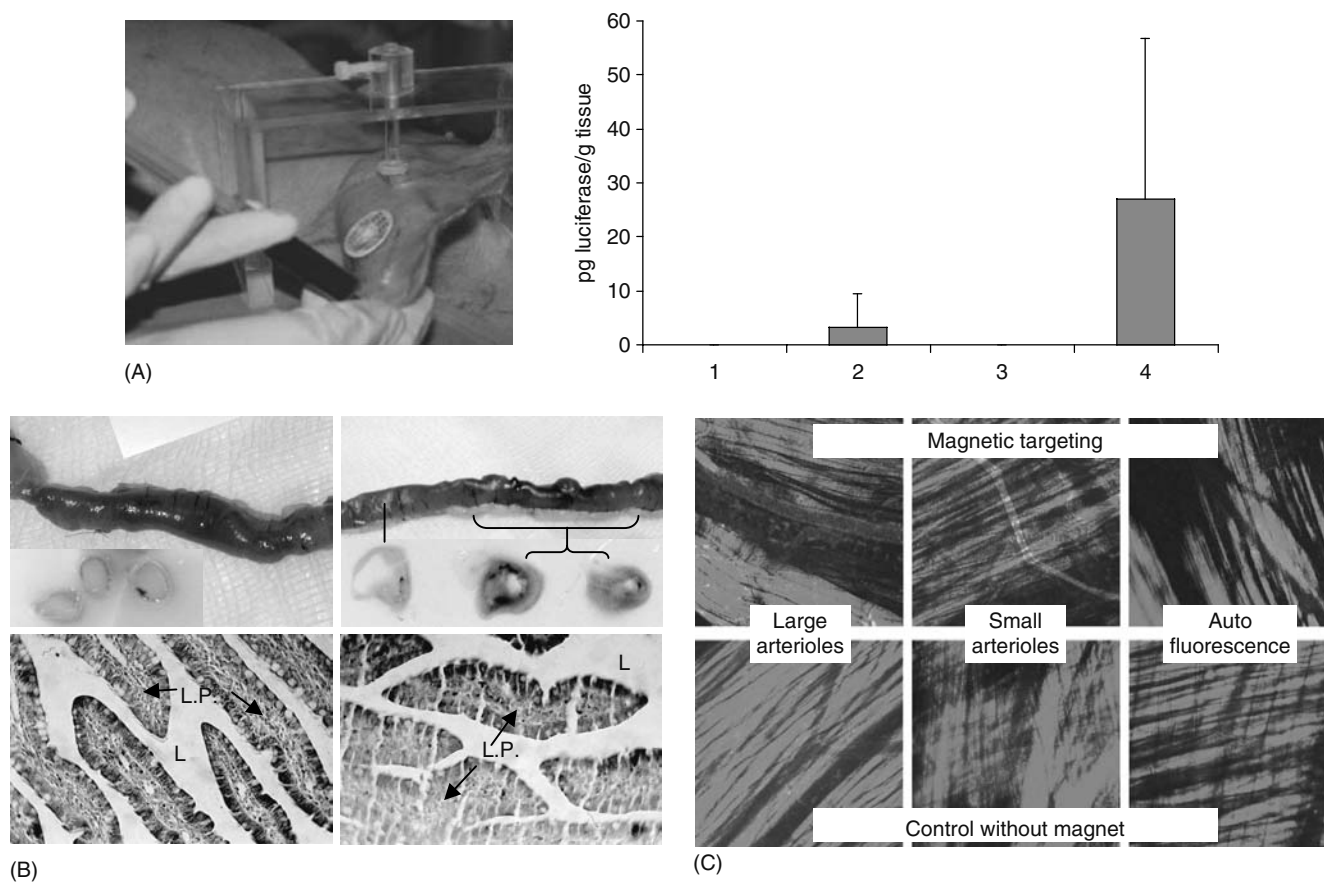 60
50
40
30
20
10
0
pg luciferase/g tissue
1 2 3 4
(A)
L.P.
L
L
L.P.
(B)
Magnetic targeting
Large
arterioles
Small
arterioles
Auto
fluorescence
Control without magnet
(C)